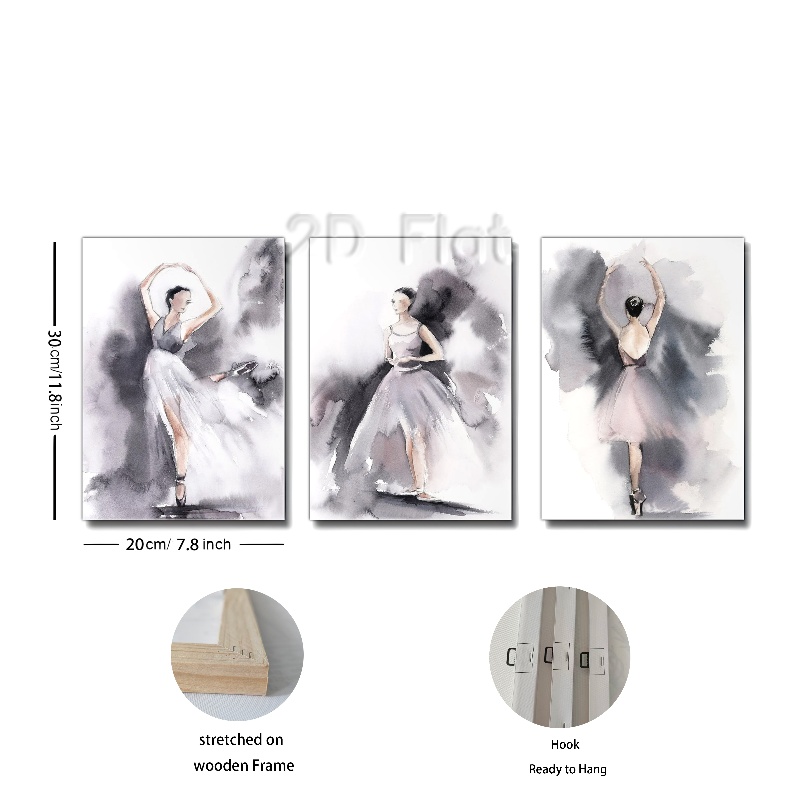 2D Flat
30cm/11.8inch
20cm/ 7.8 inch
stretched on
wooden Frame
Hook
Ready to Hang